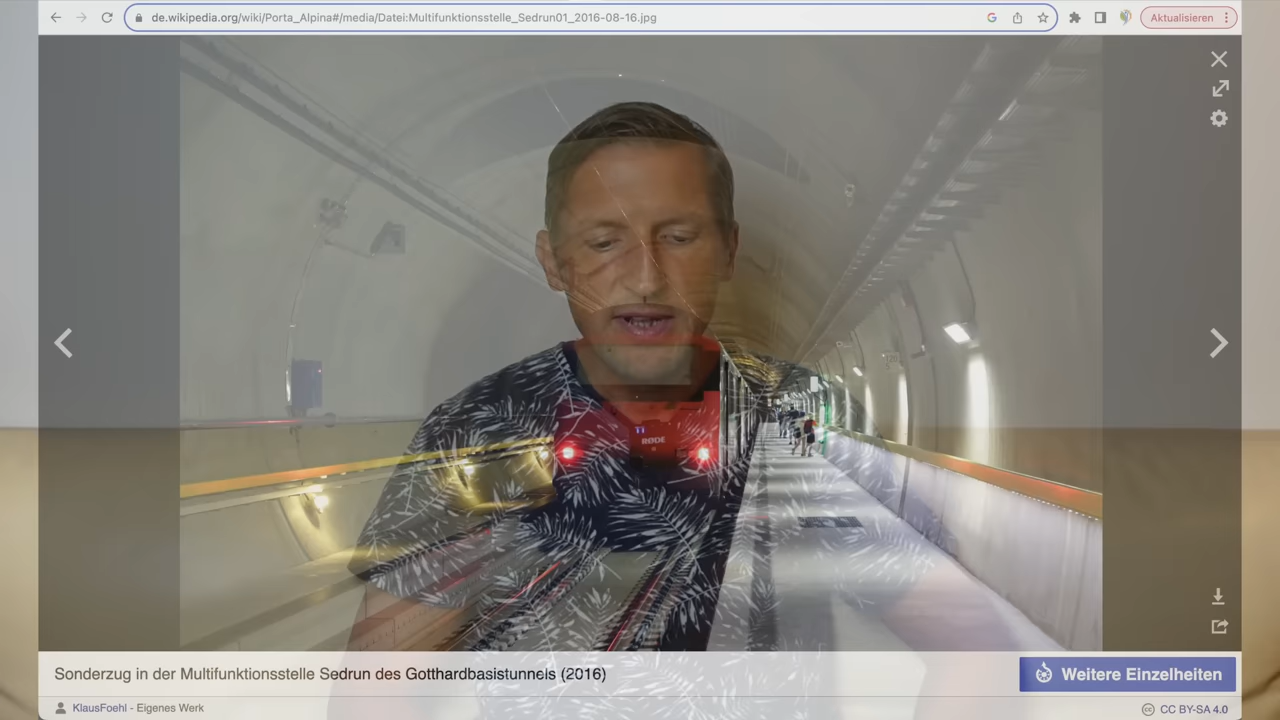 de.wikipedia.org/wiki/Porta_Alpina#/media/Datei:Multifunktionsstelle_Sedrun01_2016-08-16.jpg
Aktualisieren
RØDE
Sonderzug in der Multifunktionsstelle Sedrun des Gotthardbasistunnels (2016)
Weitere Einzelheiten
KlausFoehl - Eigenes Werk
CC BY-SA 4.0